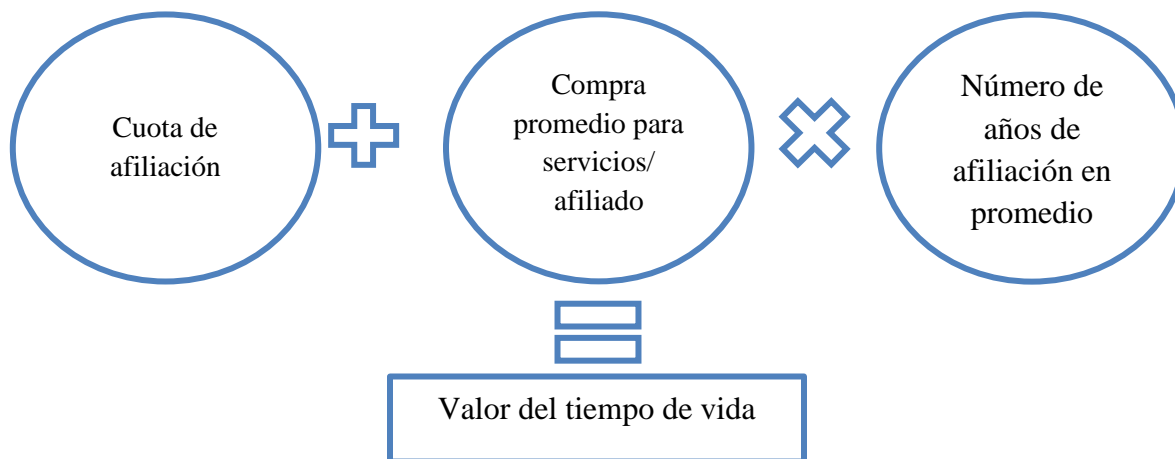 Cuota de
afiliación
Compra
promedio para
servicios/
afiliado
Número de
años de
afiliación en
promedio
Valor del tiempo de vida